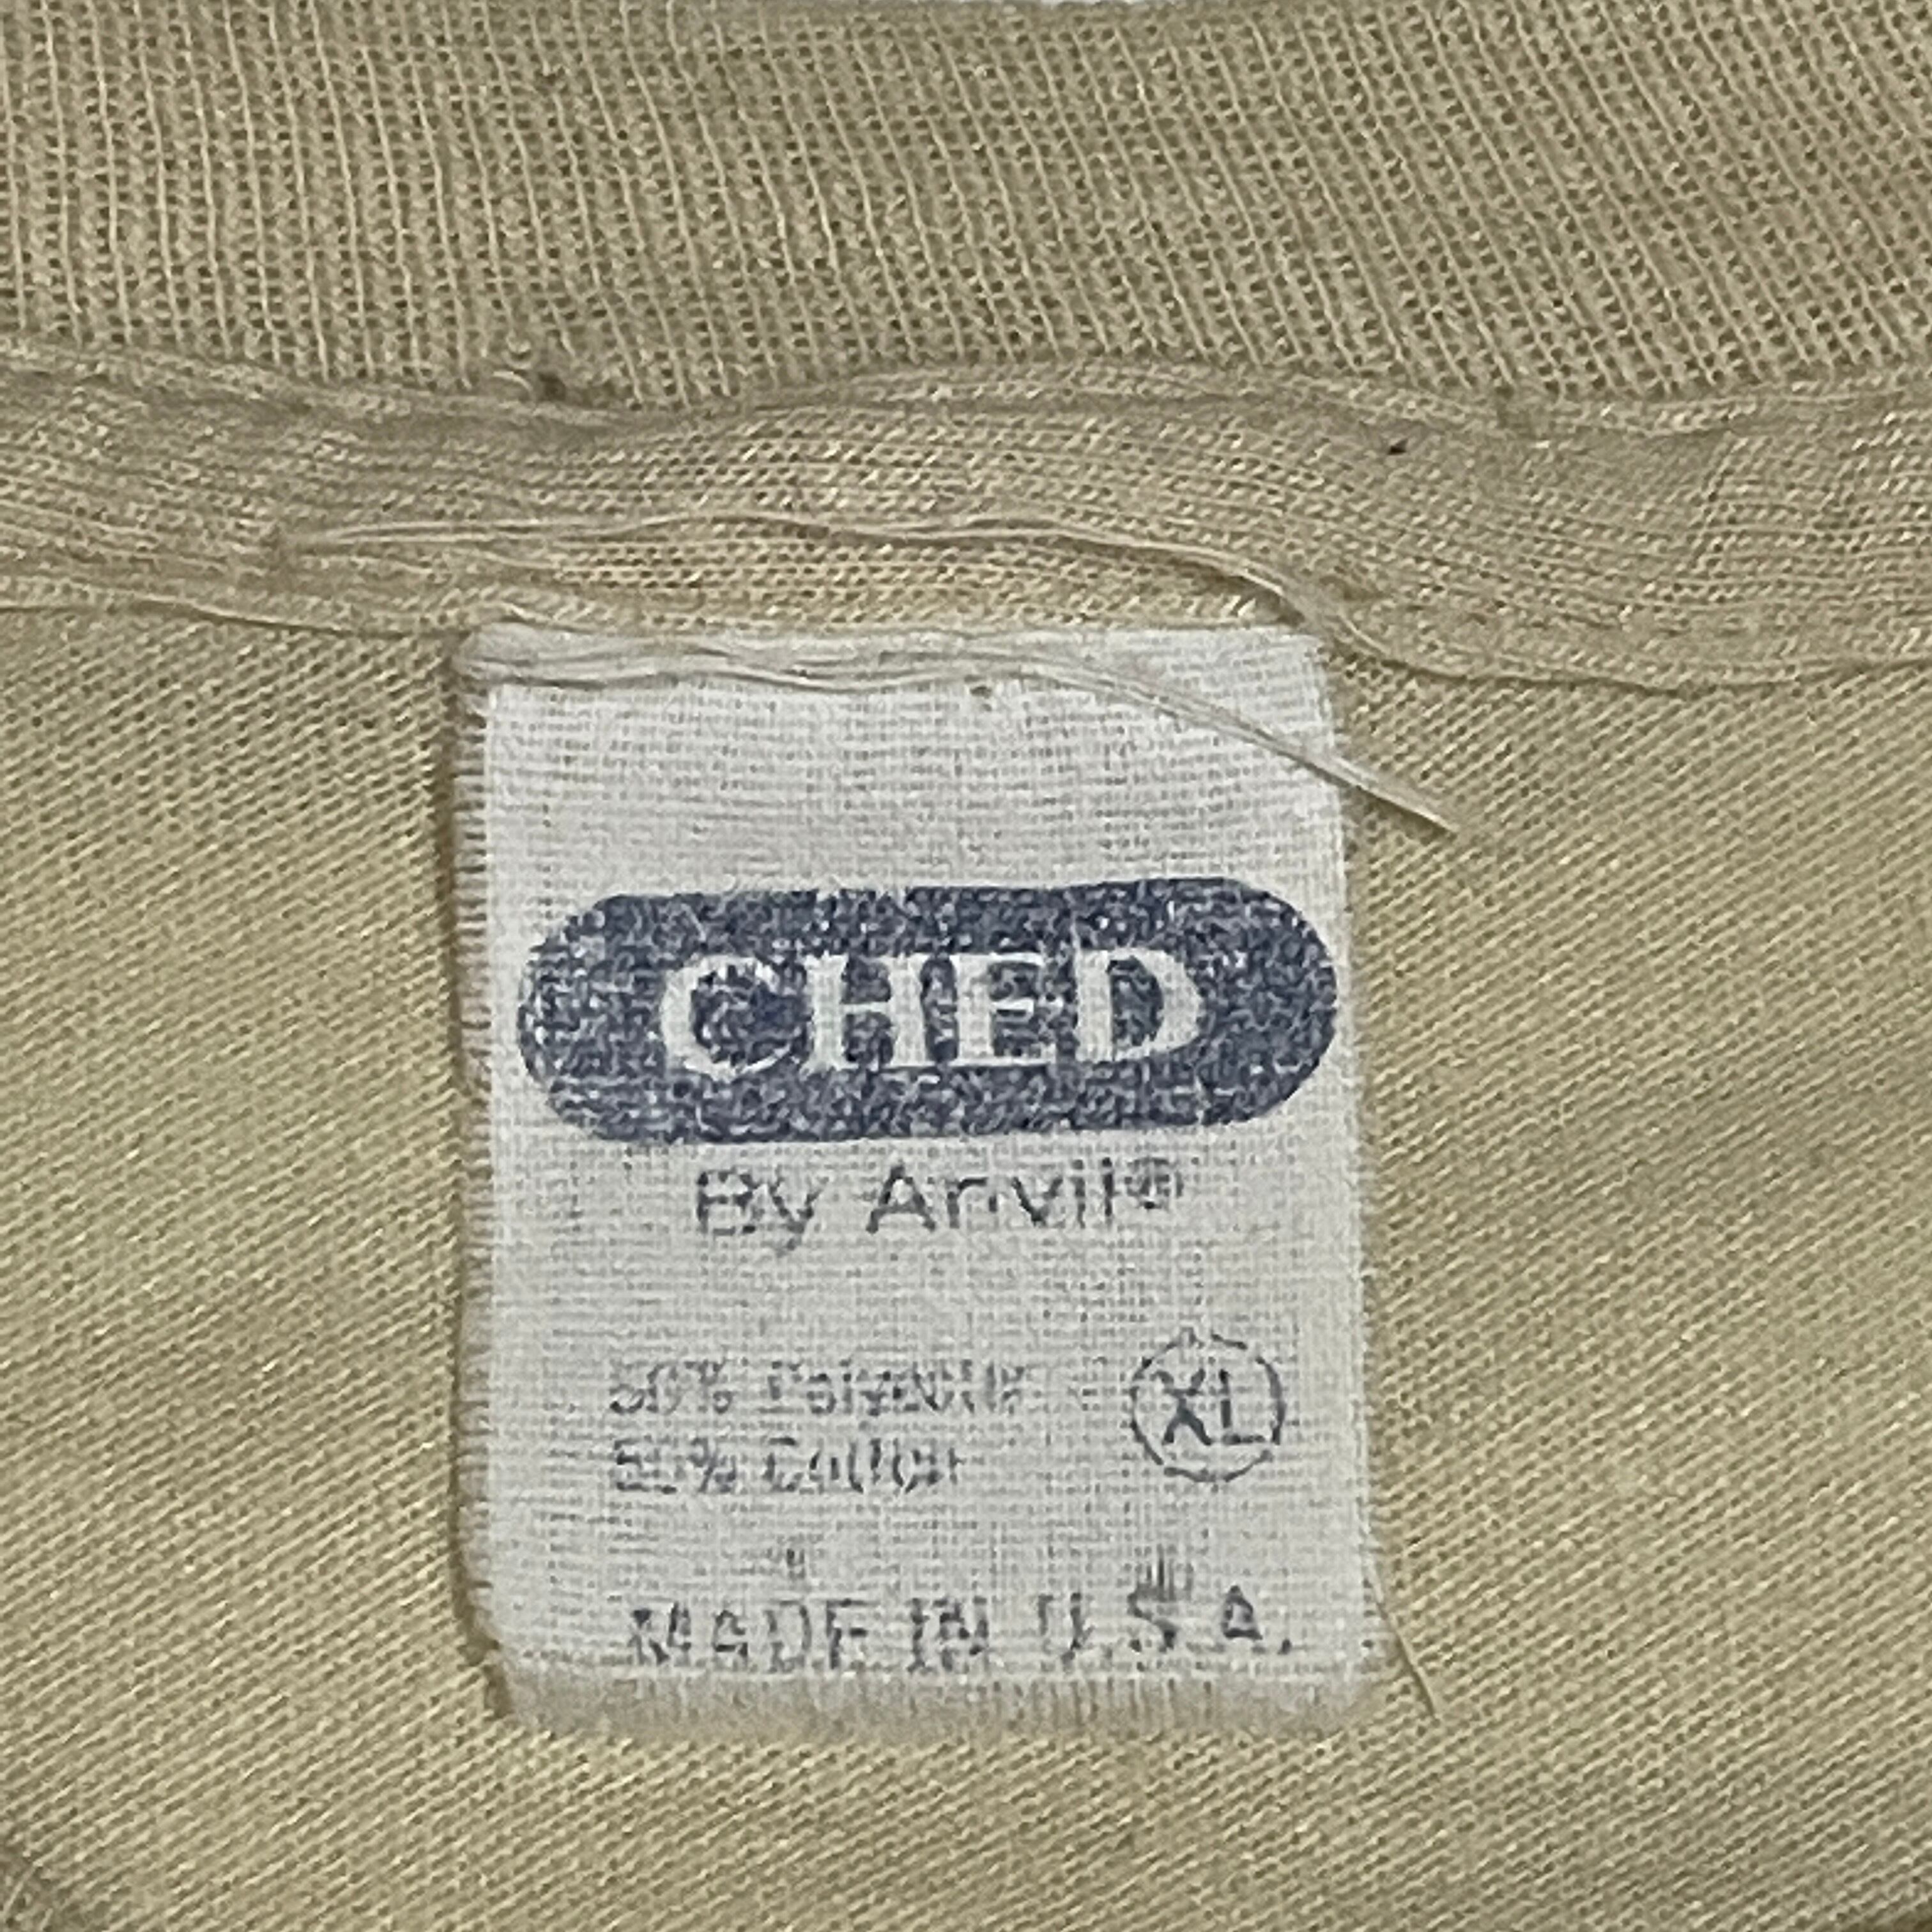 CHED
By Anvil®
50% Polyester
50% Cotton
XL
MADE IN U.S.A.